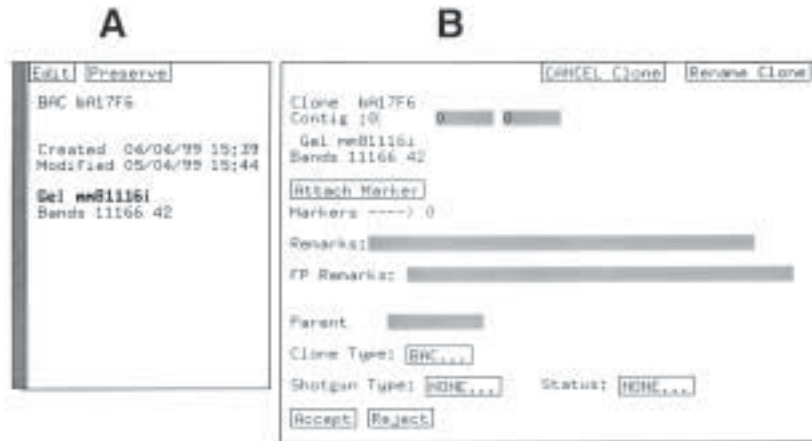 A
Edit Preserve
BAC bA17F6
Created 04/04/99 15:39
Modified 05/04/99 15:44
Gel mm81116i
Bands 11166 42
B
CANCEL Clone Rename Clone
Clone bA17F6
Contig :0 0 0
Gel mm81116i
Bands 11166 42
Attach Marker
Markers ----> 0
Remarks:
FP Remarks:
Parent
Clone Type: BAC...
Shotgun Type: NONE... Status: NONE...
Accept Reject